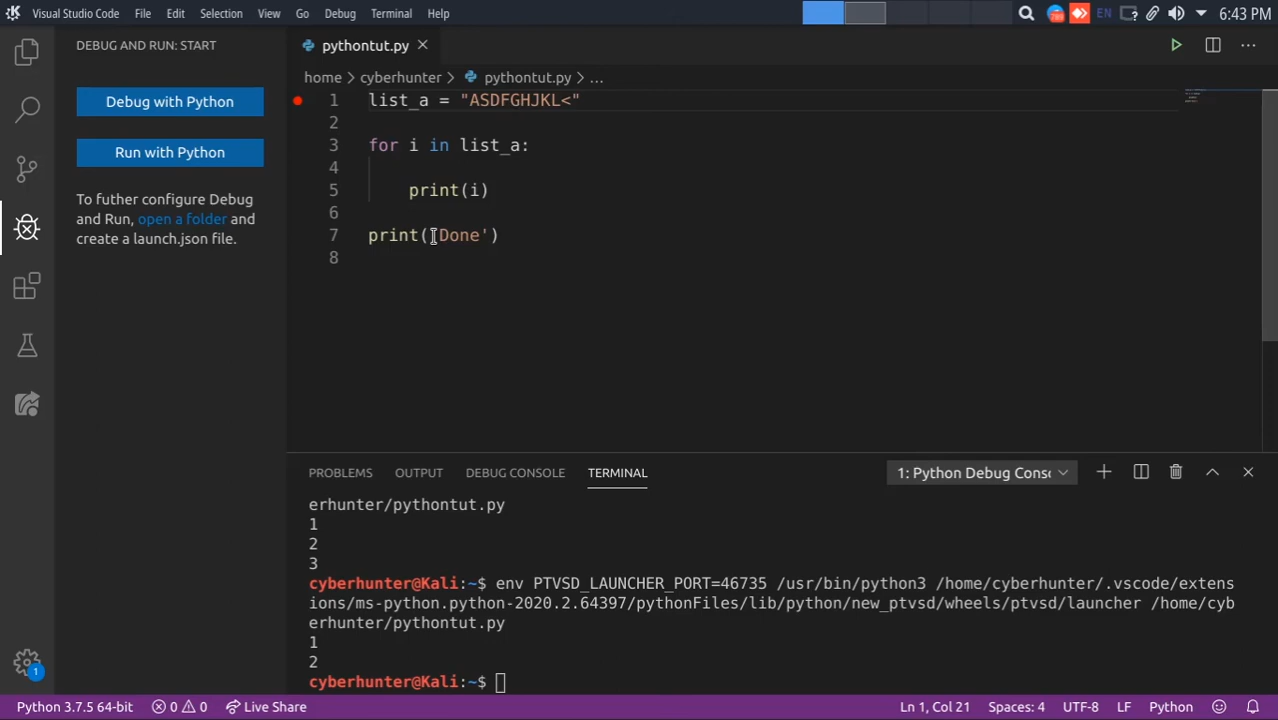 Visual Studio Code File Edit Selection View Go Debug Terminal Help EN 6:43 PM
DEBUG AND RUN: START
pythontut.py
Debug with Python
Run with Python
To futher configure Debug
and Run, open a folder and
create a launch.json file.
home > cyberhunter > pythontut.py > ...
1 list_a = "ASDFGHJKL<"
2
3 for i in list_a:
4
5 print(i)
6
7 print('Done')
8
PROBLEMS OUTPUT DEBUG CONSOLE TERMINAL 1: Python Debug Consc
erhunter/pythontut.py
1
2
3
cyberhunter@Kali:~$ env PTVSD_LAUNCHER_PORT=46735 /usr/bin/python3 /home/cyberhunter/.vscode/extens
ions/ms-python.python-2020.2.64397/pythonFiles/lib/python/new_ptvsd/wheels/ptvsd/launcher /home/cyb
erhunter/pythontut.py
1
2
cyberhunter@Kali:~$
1
Python 3.7.5 64-bit 0 0 Live Share Ln 1, Col 21 Spaces: 4 UTF-8 LF Python